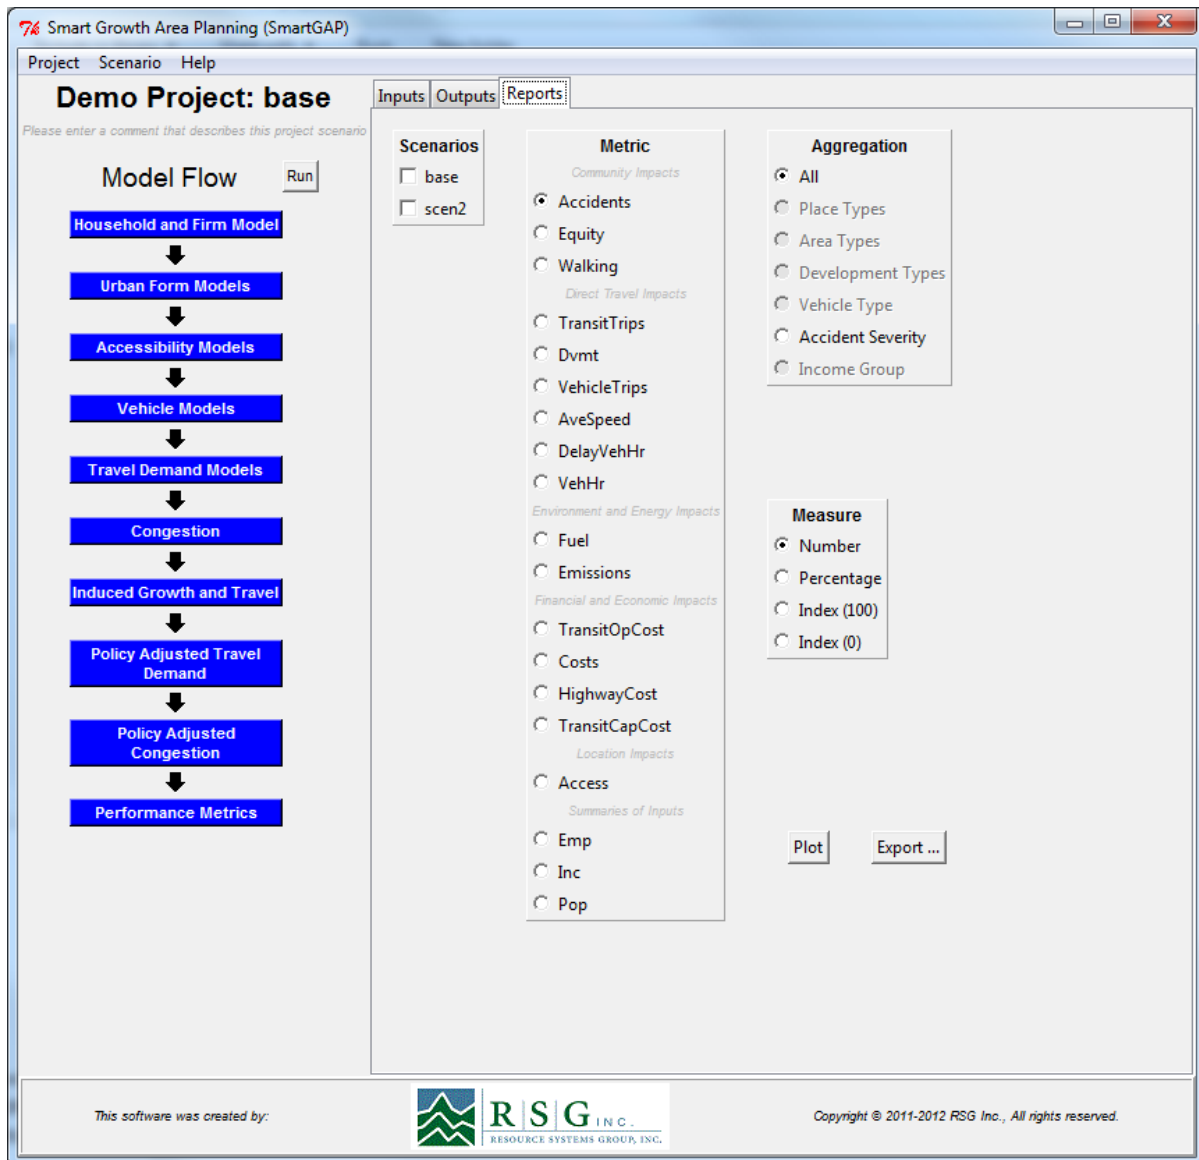 Smart Growth Area Planning (SmartGAP)
Project Scenario Help
Demo Project: base
Please enter a comment that describes this project scenario
Model Flow
Run
Household and Firm Model
Urban Form Models
Accessibility Models
Vehicle Models
Travel Demand Models
Congestion
Induced Growth and Travel
Policy Adjusted Travel
Demand
Policy Adjusted
Congestion
Performance Metrics
Inputs Outputs Reports
Scenarios
base
scen2
Metric
Community Impacts
Accidents
Equity
Walking
Direct Travel Impacts
TransitTrips
Dvmt
VehicleTrips
AveSpeed
DelayVehHr
VehHr
Environment and Energy Impacts
Fuel
Emissions
Financial and Economic Impacts
TransitOpCost
Costs
HighwayCost
TransitCapCost
Location Impacts
Access
Summaries of Inputs
Emp
Inc
Pop
Aggregation
All
Place Types
Area Types
Development Types
Vehicle Type
Accident Severity
Income Group
Measure
Number
Percentage
Index (100)
Index (0)
Plot
Export ...
This software was created by:
RSG INC.
RESOURCE SYSTEMS GROUP, INC.
Copyright © 2011-2012 RSG Inc., All rights reserved.